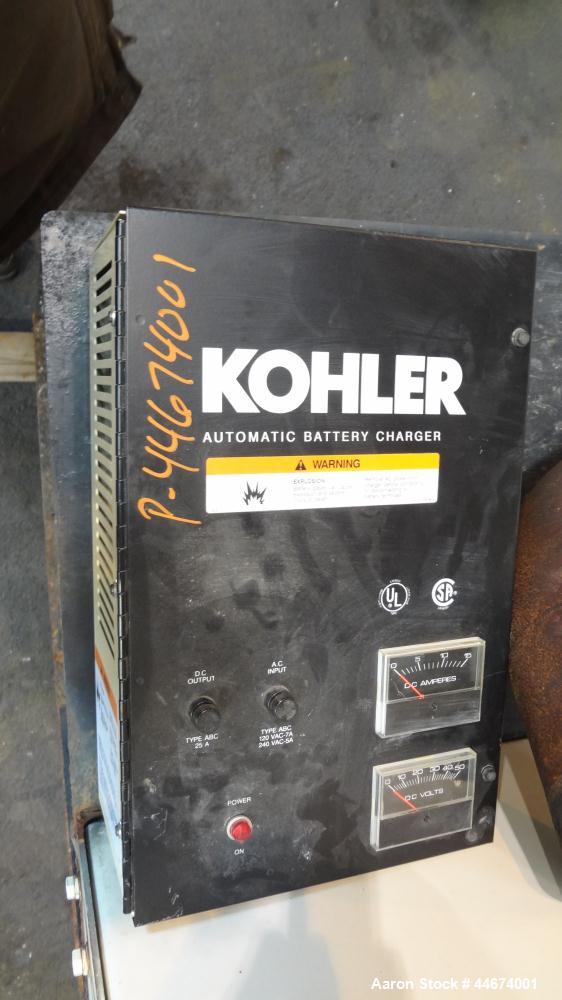 P-44674001
KOHLER
AUTOMATIC BATTERY CHARGER
WARNING
EXPLOSION
UL
SA
0 5 10 15
DC AMPERES
D.C
OUTPUT
TYPE ABC
25 A
A.C
INPUT
TYPE ABC
120 VAC-7A
240 VAC-5A
0 10 20 30 40 50
DC VOLTS
POWER
ON
Aaron Stock # 44674001